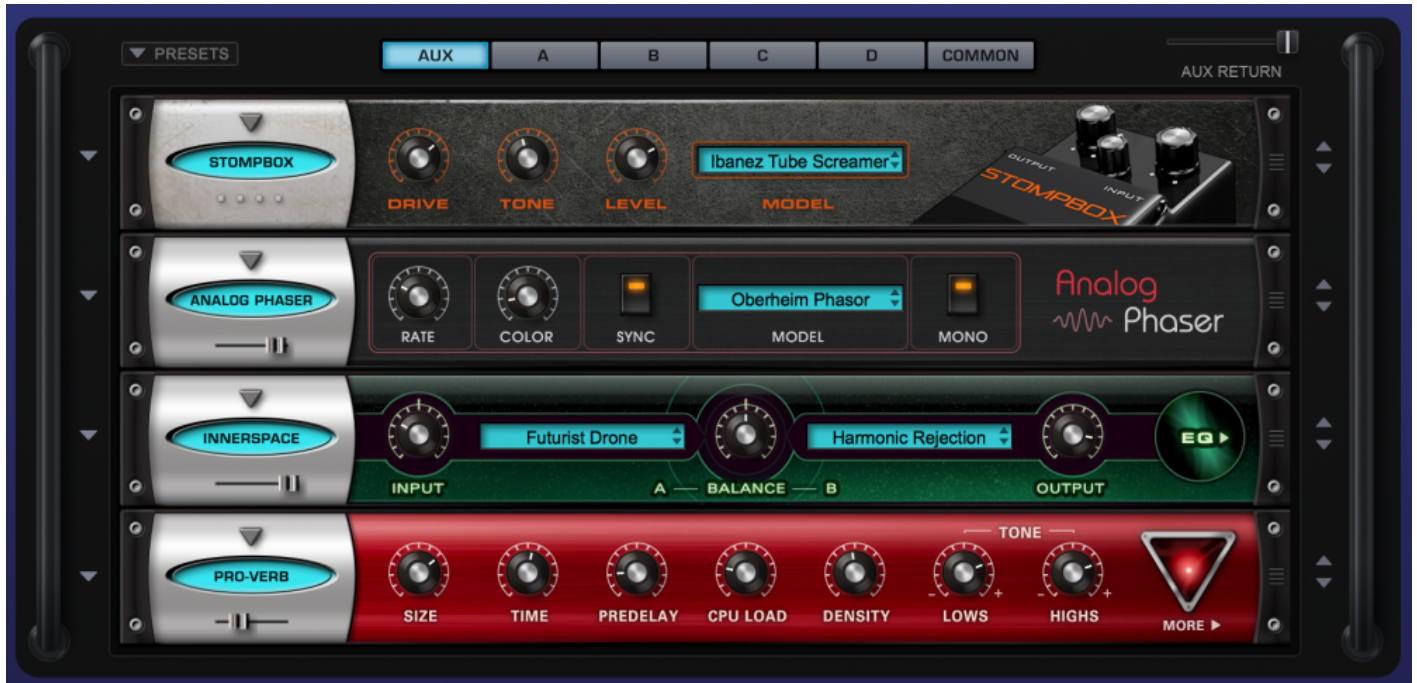 PRESETS
AUX A B C D COMMON
AUX RETURN
STOMPBOX
DRIVE TONE LEVEL
Ibanez Tube Screamer
MODEL
OUTPUT
INPUT
STOMPBOX
ANALOG PHASER
RATE COLOR SYNC
Oberheim Phasor
MODEL
MONO
Analog
Phaser
INNERSPACE
INPUT
Futurist Drone
A BALANCE B
Harmonic Rejection
OUTPUT
EQ
PRO-VERB
TONE
SIZE TIME PREDELAY CPU LOAD DENSITY LOWS HIGHS
- + - +
MORE